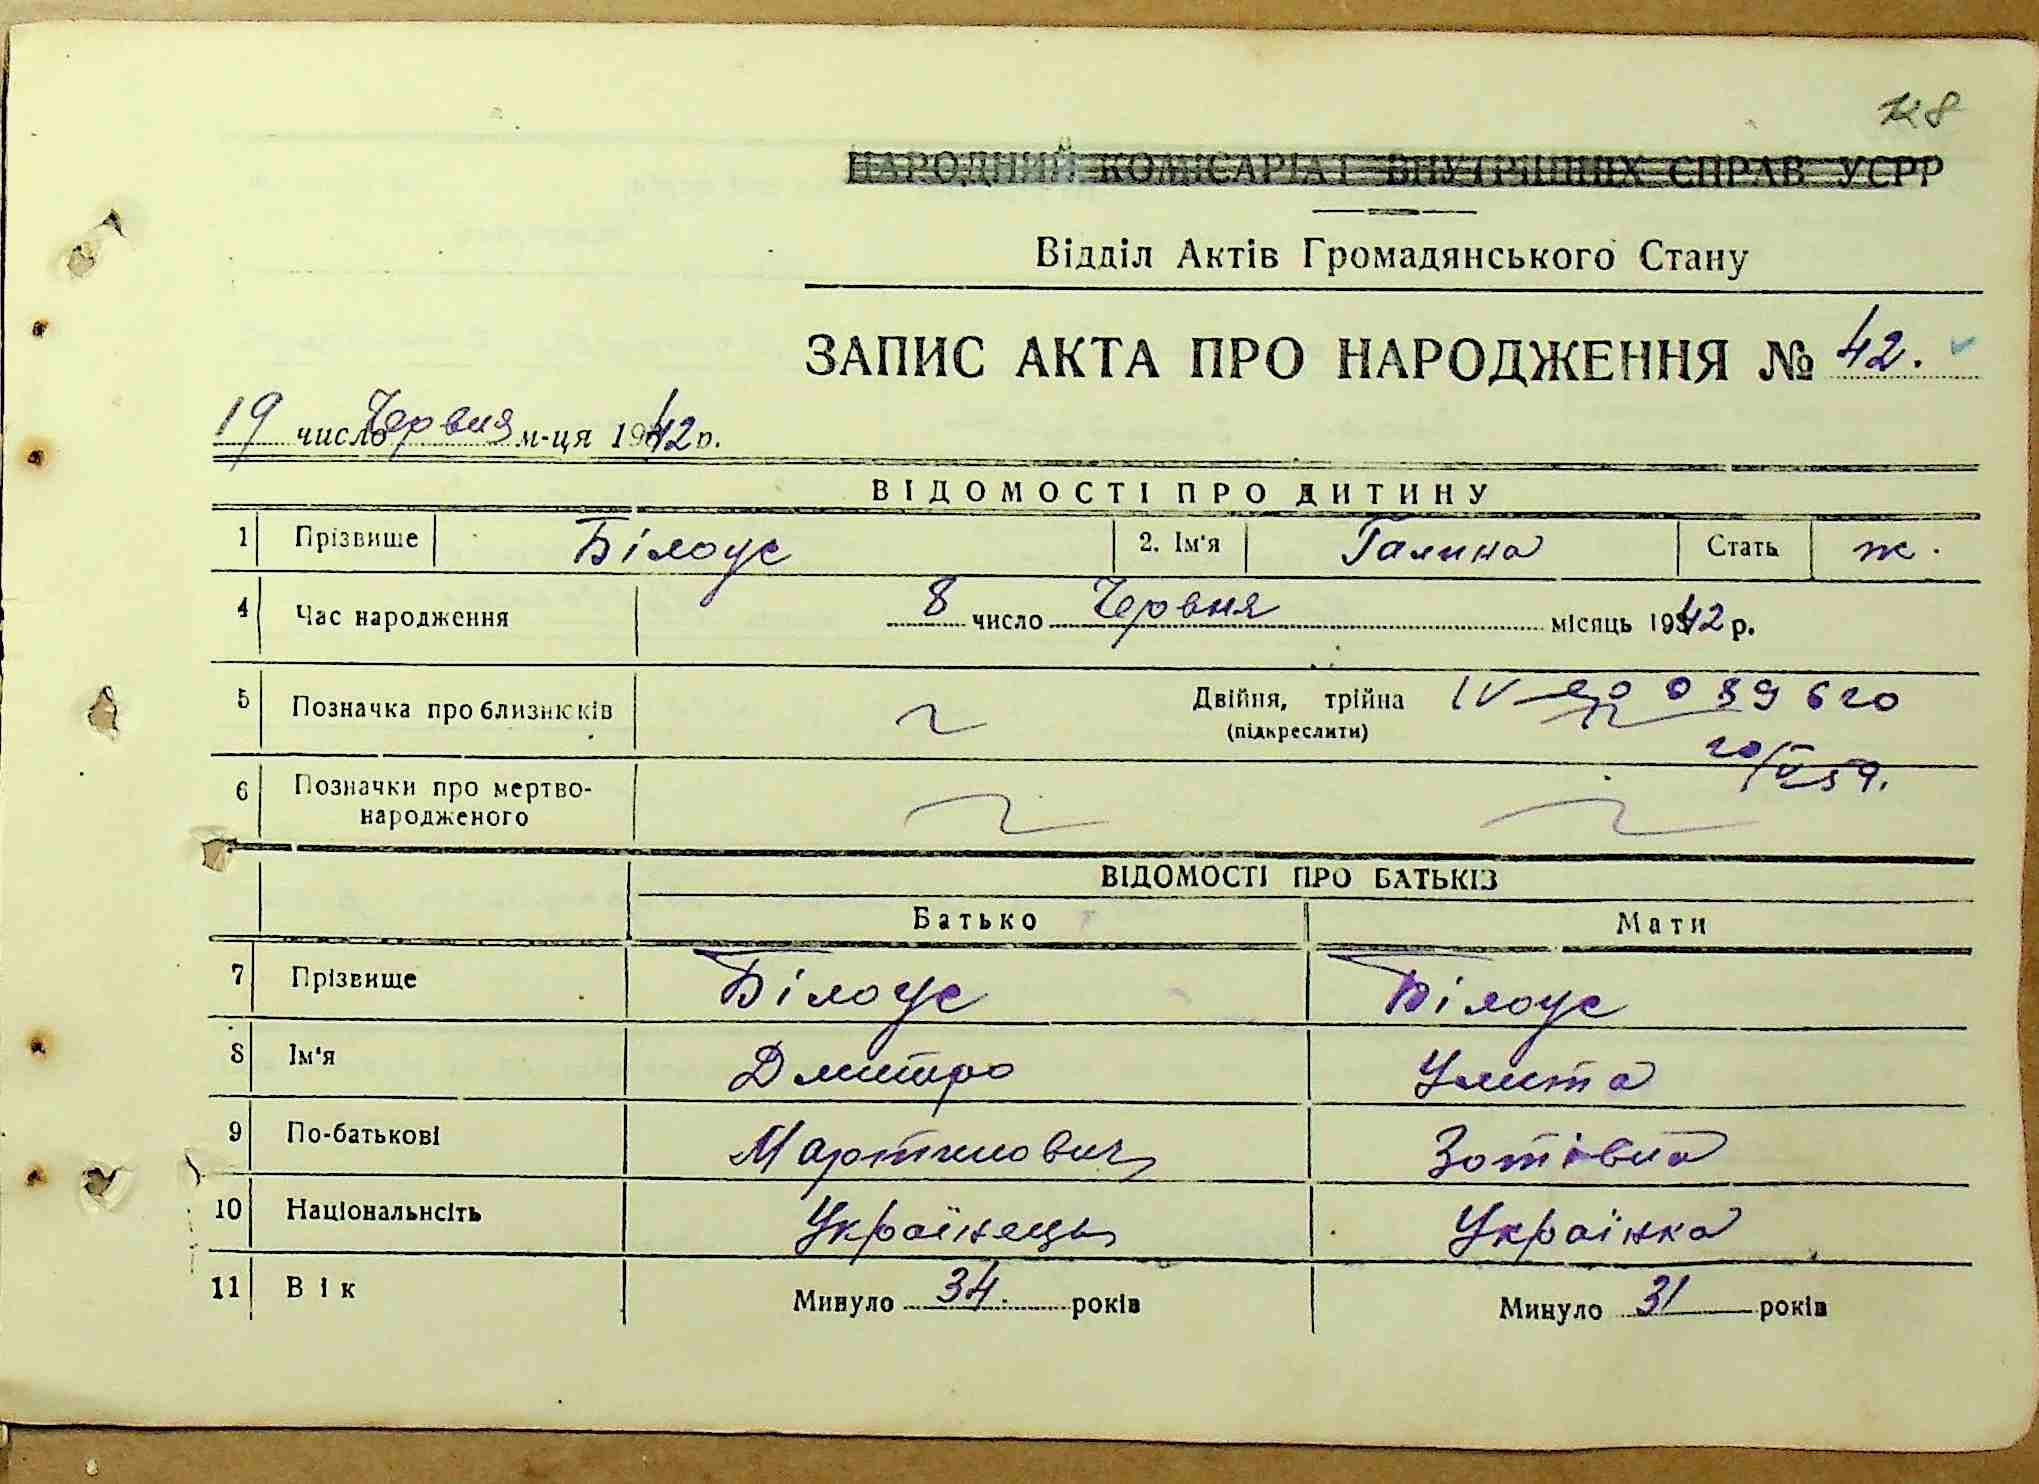 НАРОДНИЙ КОМІСАРІАТ ВНУТРІШНІХ СПРАВ УСРР
Відділ Актів Громадянського Стану
ЗАПИС АКТА ПРО НАРОДЖЕННЯ № 42.
19 число Червня м-ця 1942 р.
ВІДОМОСТІ ПРО ДИТИНУ
1 Прізвище Білоус 2. Ім'я Галина Стать ж.
4 Час народження 8 число Червня місяць 1942 р.
5 Позначка про близнюків Двійня, трійна
(підкреслити)
6 Позначки про мертво-
народженого
ВІДОМОСТІ ПРО БАТЬКІВ
Батько Мати
7 Прізвище Білоус Білоус
8 Ім'я Дмитро Улита
9 По-батькові Мартинович Зотівна
10 Національнсіть Українець Українка
11 Вік Минуло 34 років Минуло 31 років